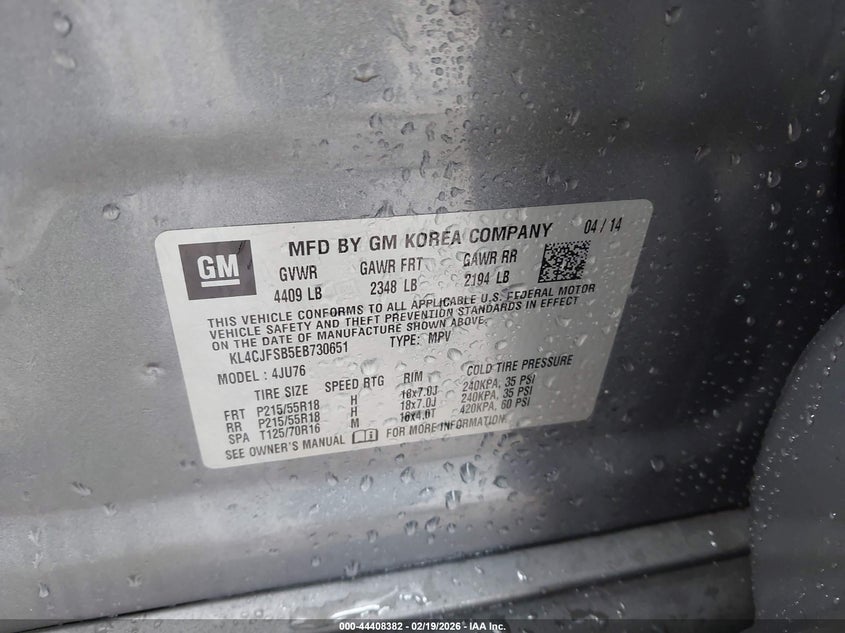 GM
MFD BY GM KOREA COMPANY 04 / 14
GVWR GAWR FRT GAWR RR
4409 LB 2348 LB 2194 LB
THIS VEHICLE CONFORMS TO ALL APPLICABLE U.S. FEDERAL MOTOR
VEHICLE SAFETY AND THEFT PREVENTION STANDARDS IN EFFECT
ON THE DATE OF MANUFACTURE SHOWN ABOVE.
KL4CJFSB5EB730651 TYPE: MPV
MODEL : 4JU76
TIRE SIZE SPEED RTG RIM COLD TIRE PRESSURE
FRT P215/55R18 H 18x7.0J 240KPA, 35 PSI
RR P215/55R18 H 18x7.0J 240KPA, 35 PSI
SPA T125/70R16 M 16x4.0T 420KPA, 60 PSI
SEE OWNER'S MANUAL FOR MORE INFORMATION
000-44408382 - 02/19/2026 - IAA Inc.